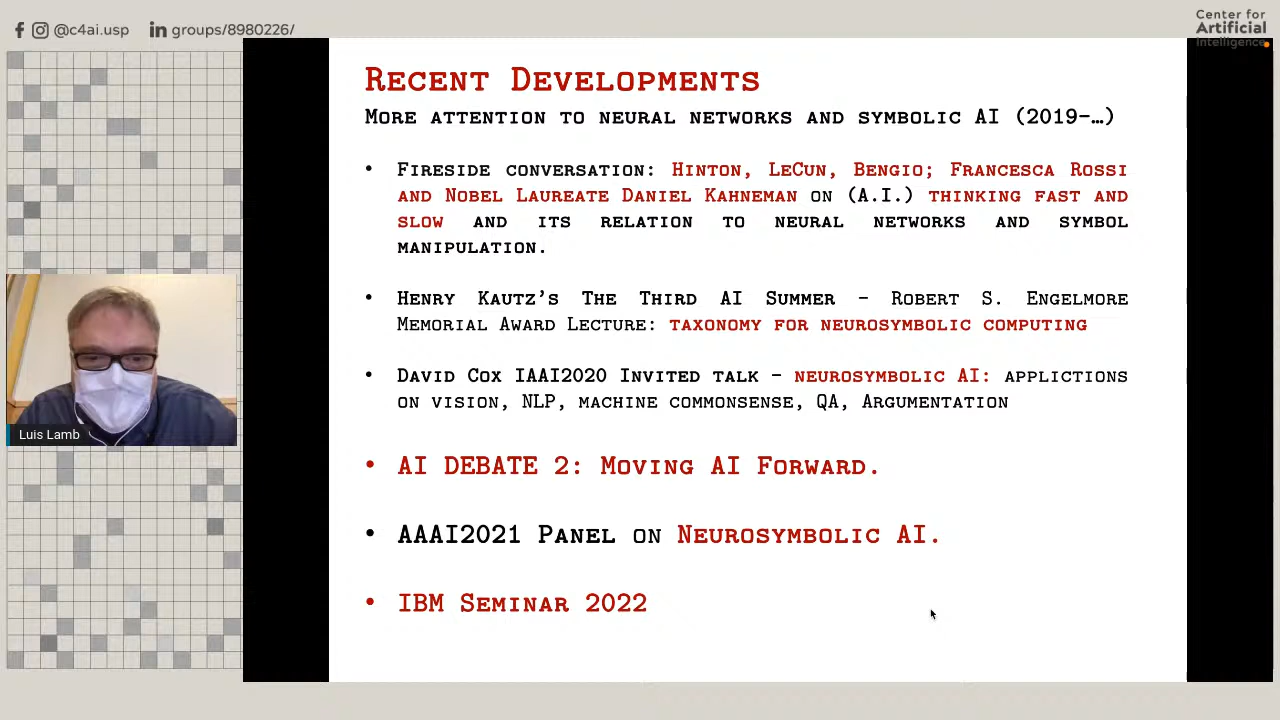 @c4ai.usp groups/8980226/
Center for
Artificial
Intelligence
Recent Developments
More attention to neural networks and symbolic AI (2019-…)
• Fireside conversation: Hinton, LeCun, Bengio; Francesca Rossi
and Nobel Laureate Daniel Kahneman on (A.I.) thinking fast and
slow and its relation to neural networks and symbol
manipulation.
• Henry Kautz's The Third AI Summer – Robert S. Engelmore
Memorial Award Lecture: taxonomy for neurosymbolic computing
• David Cox IAAI2020 Invited talk – neurosymbolic AI: applictions
on vision, NLP, machine commonsense, QA, Argumentation
• AI DEBATE 2: Moving AI Forward.
• AAAI2021 Panel on Neurosymbolic AI.
• IBM Seminar 2022
Luis Lamb